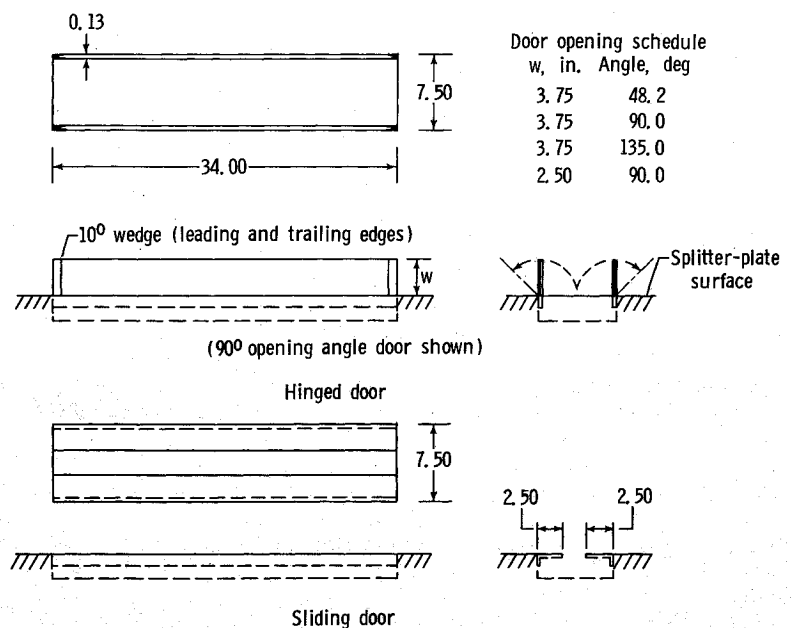 0.13
Door opening schedule
w, in. Angle, deg
3.75 48.2
3.75 90.0
3.75 135.0
2.50 90.0
7.50
34.00
10º wedge (leading and trailing edges)
w
Splitter-plate
surface
(90º opening angle door shown)
Hinged door
7.50
2.50 2.50
Sliding door